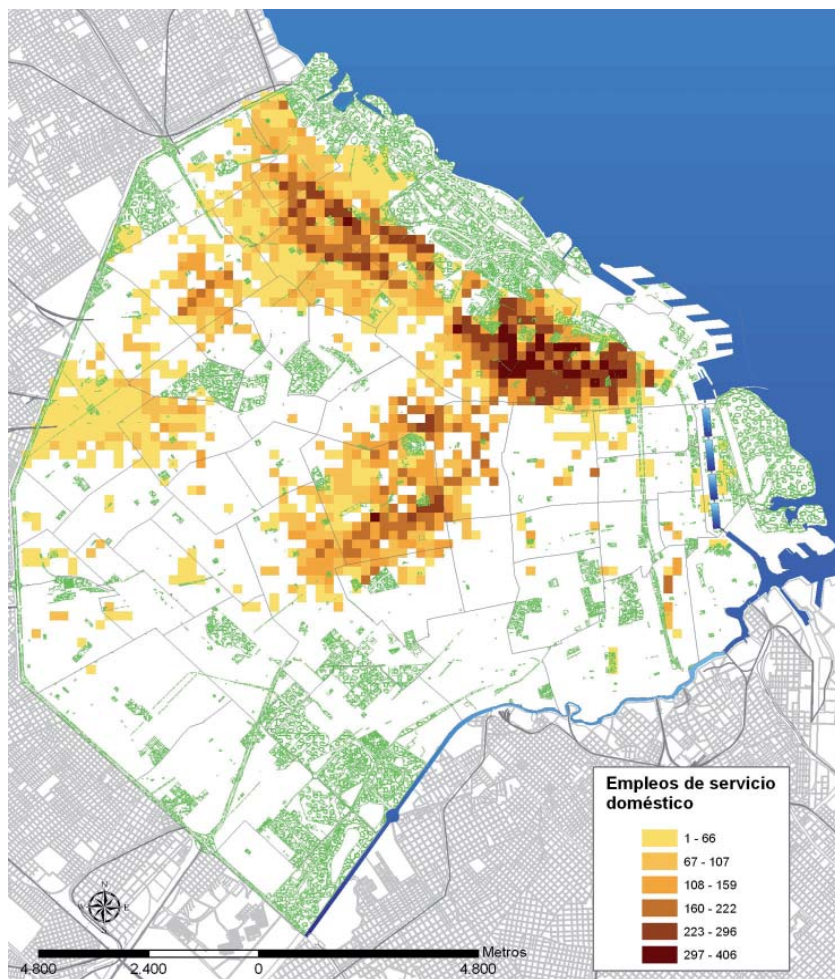 Empleos de servicio
doméstico
1 - 66
67 - 107
108 - 159
160 - 222
223 - 296
297 - 406
N
E
S
Metros
4.800 2.400 0 4.800